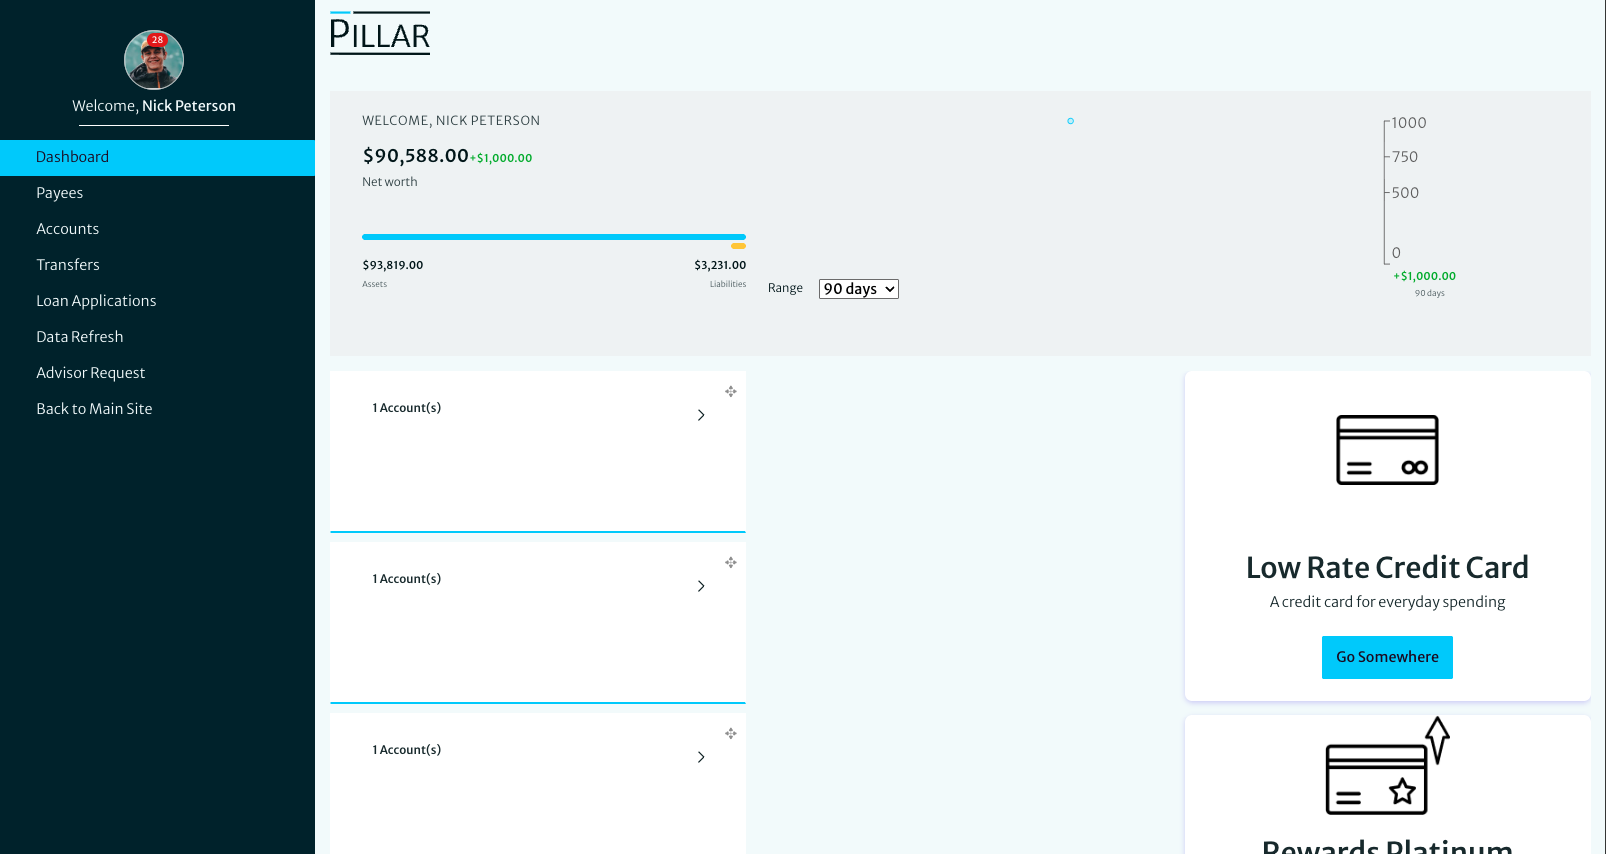 28
Welcome, Nick Peterson
Dashboard
Payees
Accounts
Transfers
Loan Applications
Data Refresh
Advisor Request
Back to Main Site
PILLAR
WELCOME, NICK PETERSON
$90,588.00+$1,000.00
Net worth
$93,819.00 $3,231.00
Assets Liabilities
Range 90 days
1000
750
500
0
+$1,000.00
90 days
1 Account(s)
1 Account(s)
1 Account(s)
Low Rate Credit Card
A credit card for everyday spending
Go Somewhere
Rewards Platinum